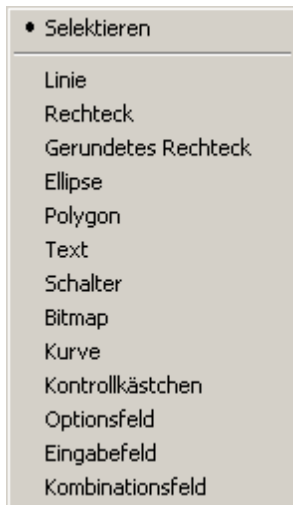 Selektieren
Linie
Rechteck
Gerundetes Rechteck
Ellipse
Polygon
Text
Schalter
Bitmap
Kurve
Kontrollkästchen
Optionsfeld
Eingabefeld
Kombinationsfeld